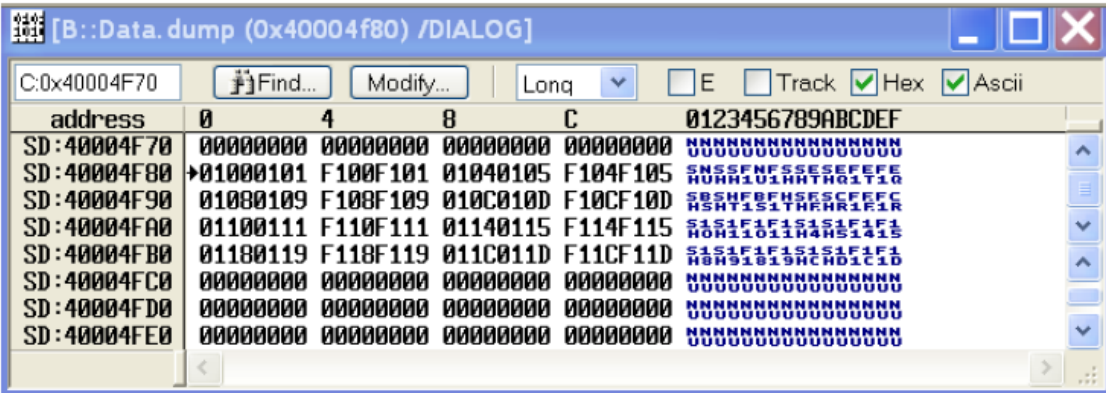 [B::Data.dump (0x40004f80) /DIALOG]
C:0x40004F70 Find... Modify... Long E Track Hex Ascii
address 0 4 8 C 0123456789ABCDEF
SD:40004F70 00000000 00000000 00000000 00000000
SD:40004F80 01000101 F100F101 01040105 F104F105
SD:40004F90 01080109 F108F109 010C010D F10CF10D
SD:40004FA0 01100111 F110F111 01140115 F114F115
SD:40004FB0 01180119 F118F119 011C011D F11CF11D
SD:40004FC0 00000000 00000000 00000000 00000000
SD:40004FD0 00000000 00000000 00000000 00000000
SD:40004FE0 00000000 00000000 00000000 00000000